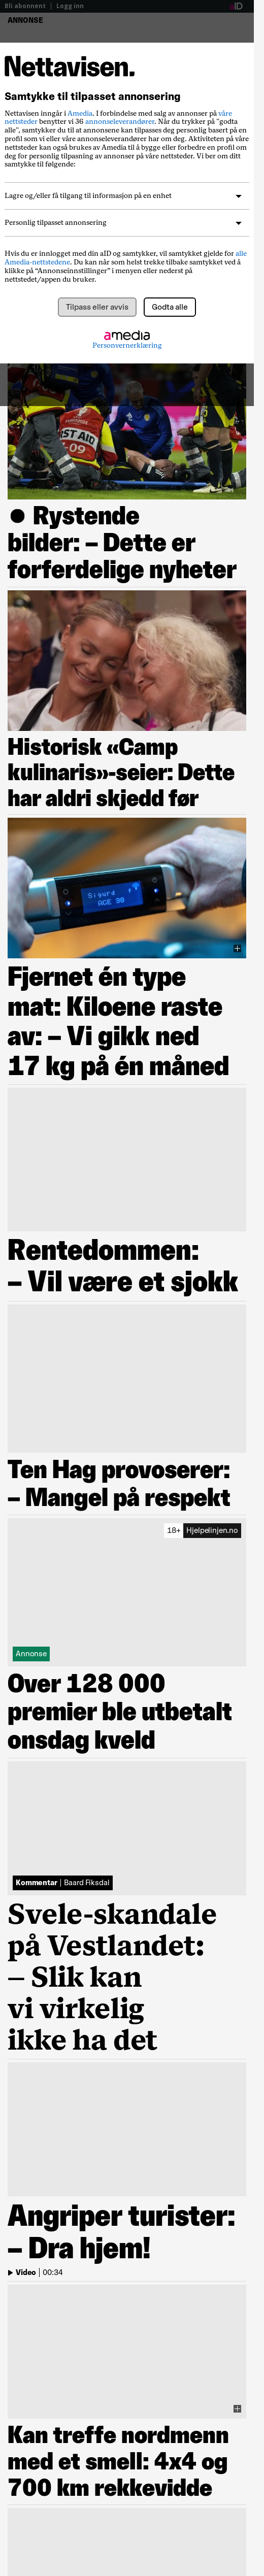 Bli abonnent | Logg inn
aID
ANNONSE
Nettavisen.
Samtykke til tilpasset annonsering
Nettavisen inngår i Amedia. I forbindelse med salg av annonser på våre
nettsteder benytter vi 36 annonseleverandører. Når du trykker på "godta
alle", samtykker du til at annonsene kan tilpasses deg personlig basert på en
profil som en eller våre annonseleverandører har om deg. Aktiviteten på våre
nettsteder kan også brukes av Amedia til å bygge eller forbedre en profil om
deg for personlig tilpasning av annonser på våre nettsteder. Vi ber om ditt
samtykke til følgende:
Lagre og/eller få tilgang til informasjon på en enhet
Personlig tilpasset annonsering
Hvis du er innlogget med din aID og samtykker, vil samtykket gjelde for alle
Amedia-nettstedene. Du kan når som helst trekke tilbake samtykket ved å
klikke på “Annonseinnstillinger” i menyen eller nederst på
nettstedet/appen du bruker.
Tilpass eller avvis Godta alle
amedia
Personvernerklæring
ST AID
● Rystende
bilder: – Dette er
forferdelige nyheter
Historisk «Camp
kulinaris»-seier: Dette
har aldri skjedd før
Sigurd
AGE 39
Fjernet én type
mat: Kiloene raste
av: – Vi gikk ned
17 kg på én måned
Rentedommen:
– Vil være et sjokk
Ten Hag provoserer:
– Mangel på respekt
18+ Hjelpelinjen.no
Annonse
Over 128 000
premier ble utbetalt
onsdag kveld
Kommentar | Baard Fiksdal
Svele-skandale
på Vestlandet:
– Slik kan
vi virkelig
ikke ha det
Angriper turister:
– Dra hjem!
Video | 00:34
Kan treffe nordmenn
med et smell: 4x4 og
700 km rekkevidde